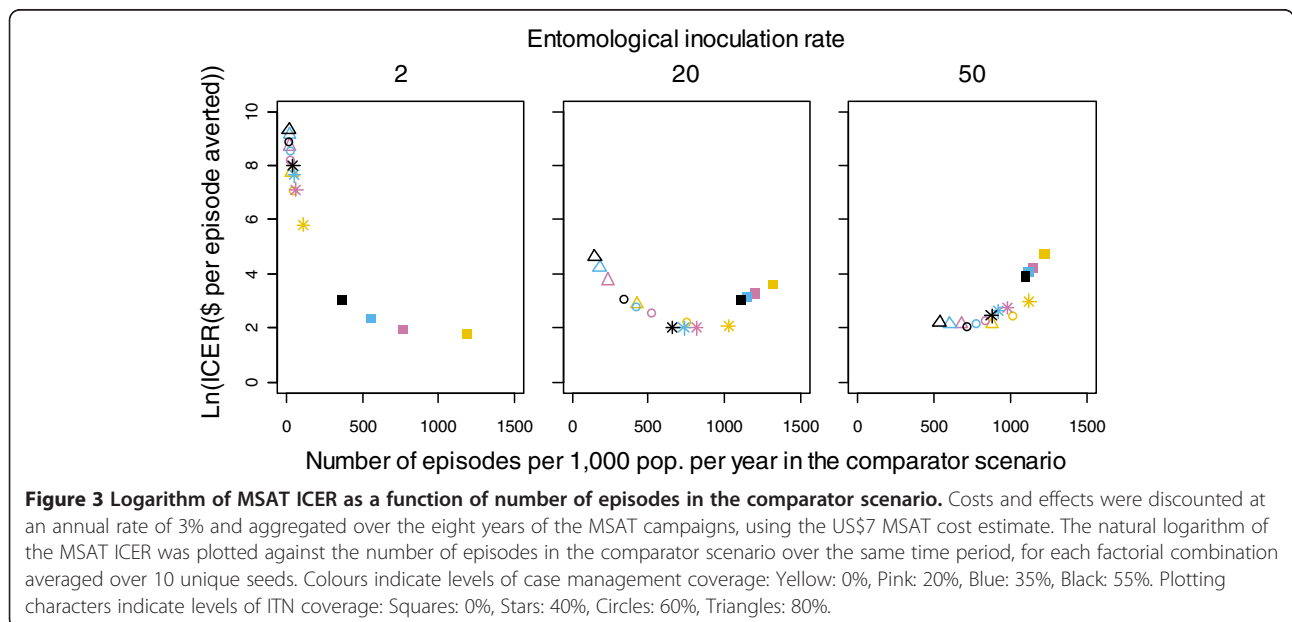 Entomological inoculation rate
2 20 50
Ln(ICER($ per episode averted))
10
8
6
4
2
0
0 500 1000 1500 0 500 1000 1500 0 500 1000 1500
Number of episodes per 1,000 pop. per year in the comparator scenario
Figure 3 Logarithm of MSAT ICER as a function of number of episodes in the comparator scenario. Costs and effects were discounted at
an annual rate of 3% and aggregated over the eight years of the MSAT campaigns, using the US$7 MSAT cost estimate. The natural logarithm of
the MSAT ICER was plotted against the number of episodes in the comparator scenario over the same time period, for each factorial combination
averaged over 10 unique seeds. Colours indicate levels of case management coverage: Yellow: 0%, Pink: 20%, Blue: 35%, Black: 55%. Plotting
characters indicate levels of ITN coverage: Squares: 0%, Stars: 40%, Circles: 60%, Triangles: 80%.